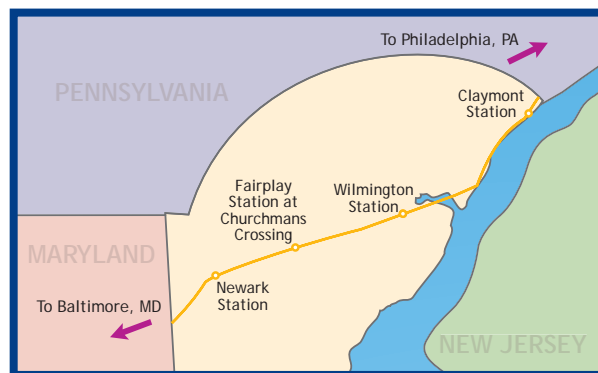 To Philadelphia, PA
PENNSYLVANIA
Claymont
Station
Fairplay
Station at
Churchmans
Crossing
Wilmington
Station
MARYLAND
Newark
Station
To Baltimore, MD
NEW JERSEY